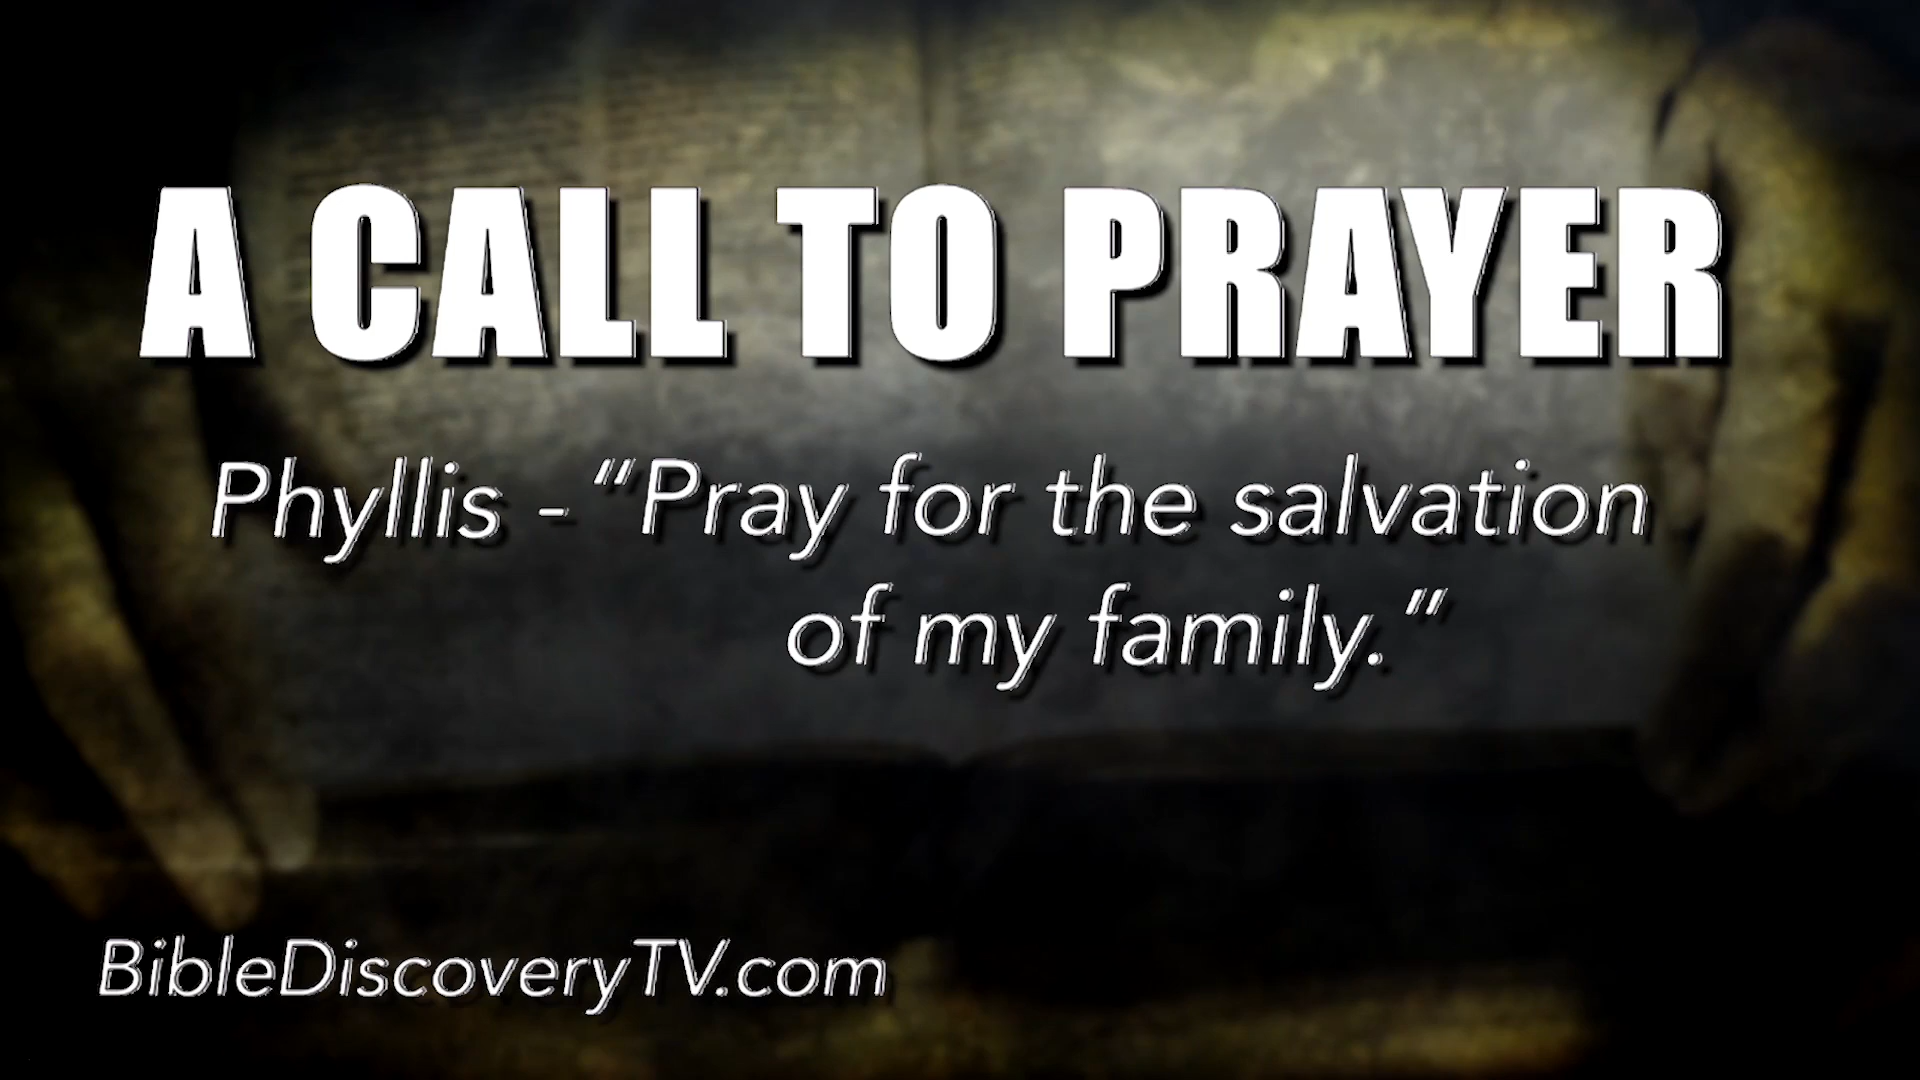 A CALL TO PRAYER
Phyllis - “Pray for the salvation
of my family.”
BibleDiscoveryTV.com